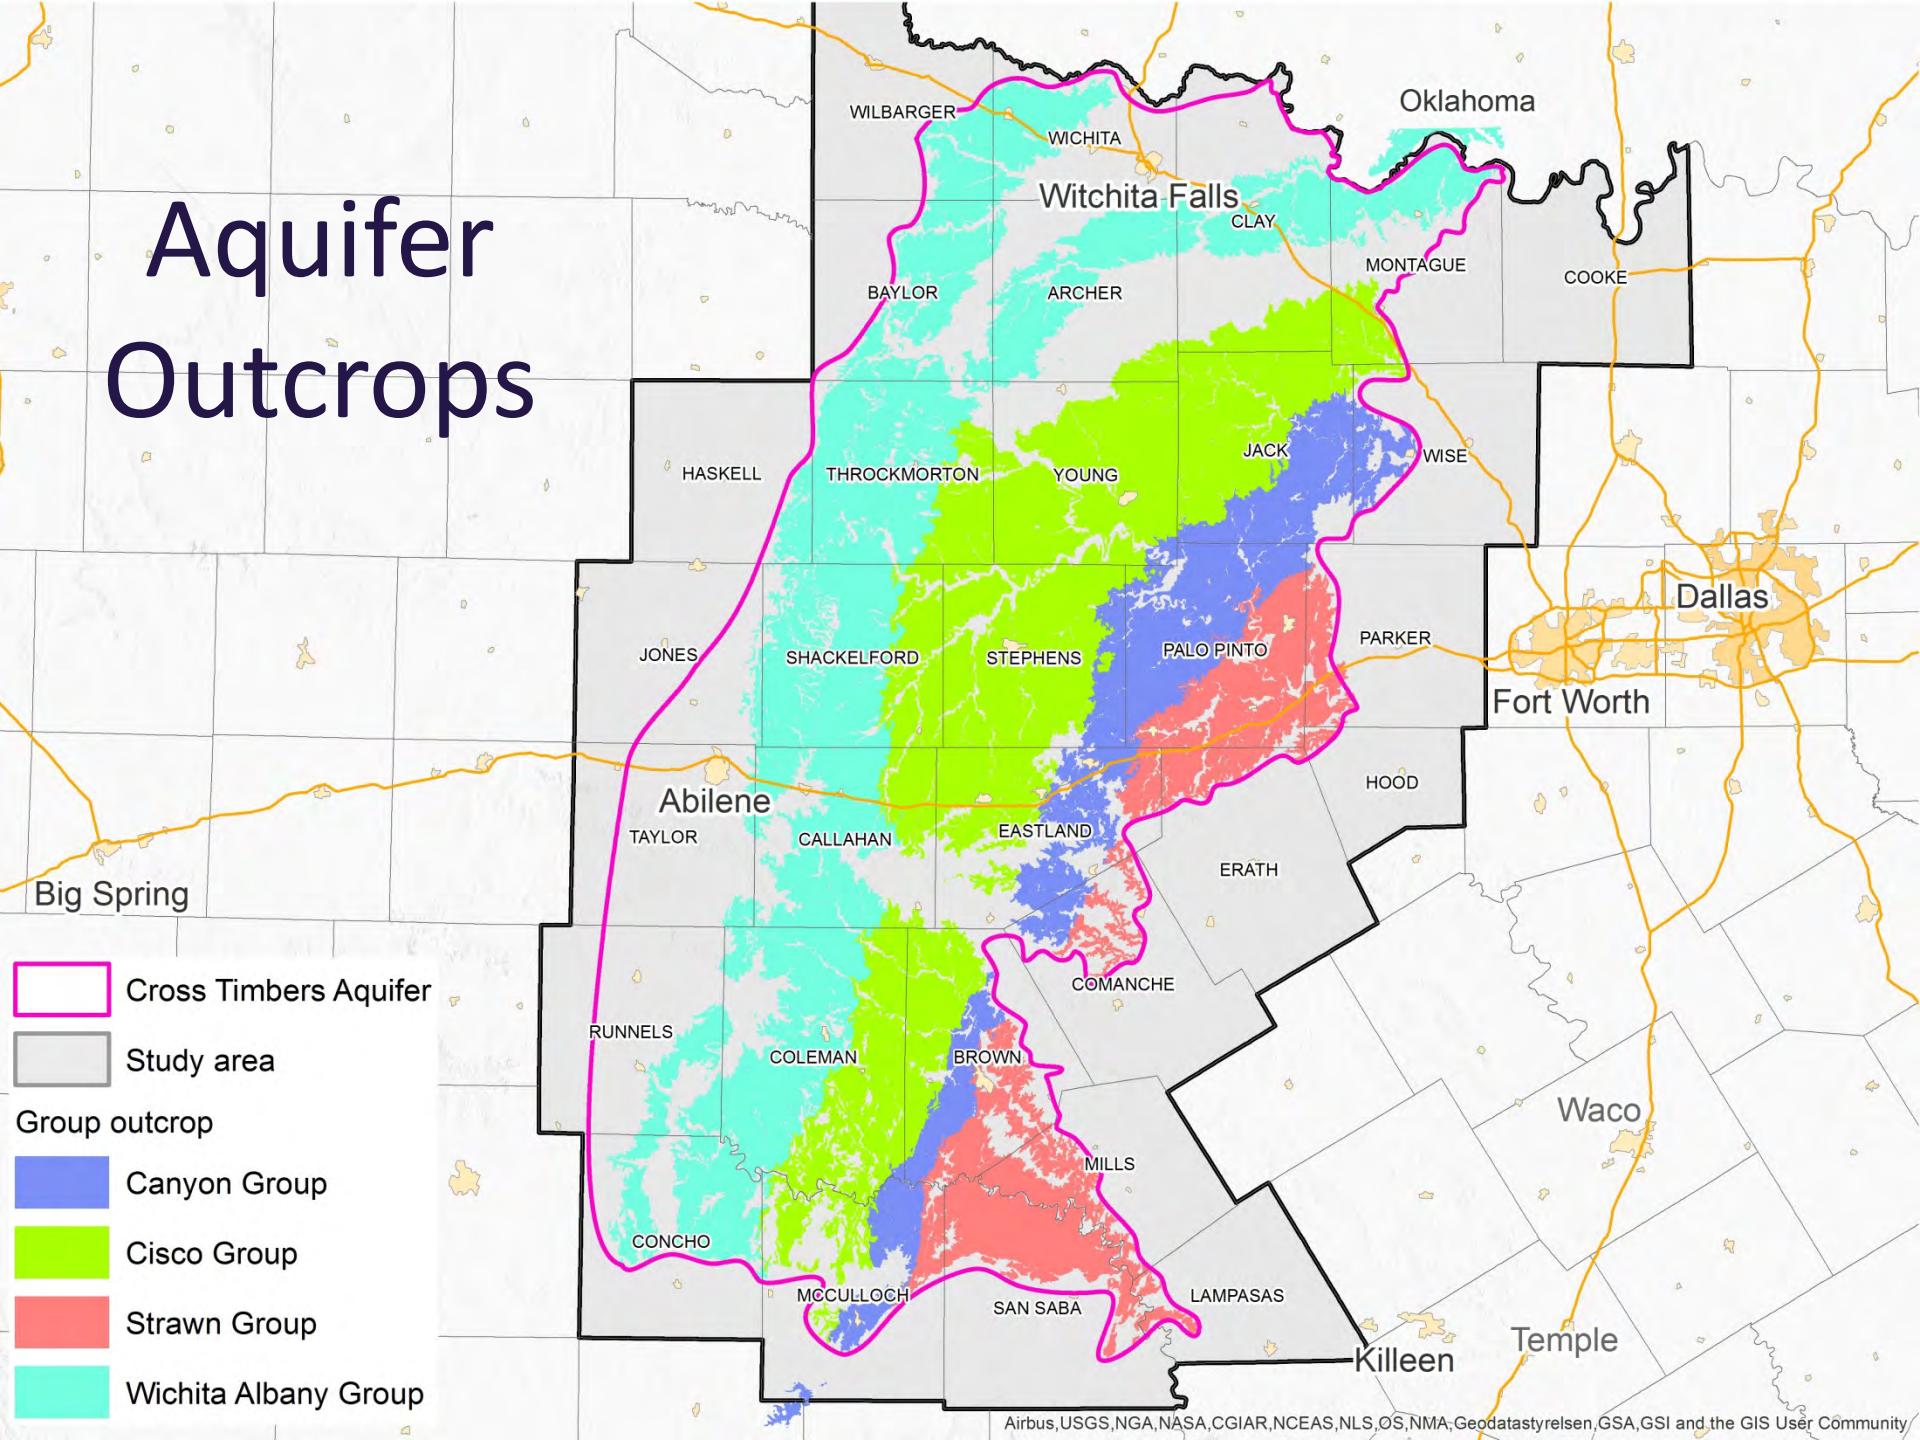 Aquifer
Outcrops
Oklahoma
WILBARGER
WICHITA
Witchita Falls
CLAY
MONTAGUE
COOKE
BAYLOR
ARCHER
HASKELL
THROCKMORTON
YOUNG
JACK
WISE
JONES
SHACKELFORD
STEPHENS
PALO PINTO
PARKER
Dallas
Fort Worth
Abilene
TAYLOR
CALLAHAN
EASTLAND
HOOD
ERATH
Big Spring
COMANCHE
RUNNELS
COLEMAN
BROWN
Waco
MILLS
CONCHO
MCCULLOCH
SAN SABA
LAMPASAS
Temple
Killeen
Cross Timbers Aquifer
Study area
Group outcrop
Canyon Group
Cisco Group
Strawn Group
Wichita Albany Group
Airbus,USGS,NGA,NASA,CGIAR,NCEAS,NLS,OS,NMA,Geodatastyrelsen,GSA,GSI and the GIS User Community